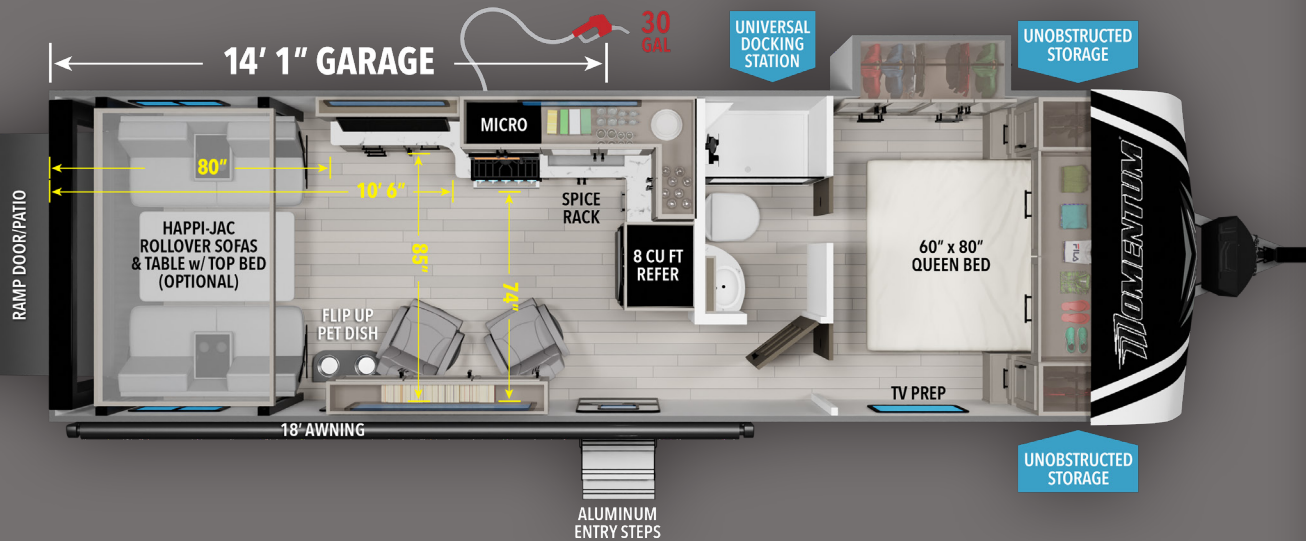 14' 1” GARAGE
30
GAL
UNIVERSAL
DOCKING
STATION
UNOBSTRUCTED
STORAGE
MICRO
80”
10' 6”
SPICE
RACK
85”
74”
8 CU FT
REFER
60” x 80”
QUEEN BED
FILA
MOMENTUM
RAMP DOOR/PATIO
HAPPI-JAC
ROLLOVER SOFAS
& TABLE w/ TOP BED
(OPTIONAL)
FLIP UP
PET DISH
TV PREP
18' AWNING
UNOBSTRUCTED
STORAGE
ALUMINUM
ENTRY STEPS